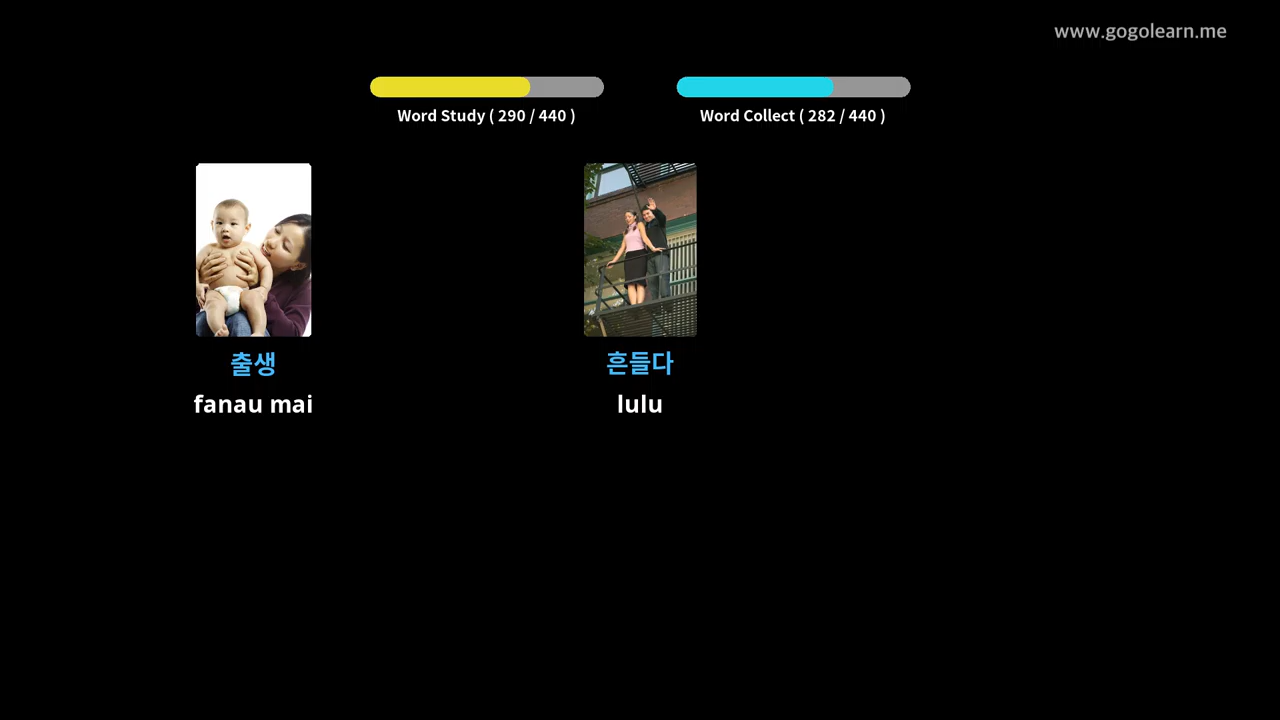 www.gogolearn.me
Word Study ( 290 / 440 )
Word Collect ( 282 / 440 )
출생
흔들다
fanau mai
lulu